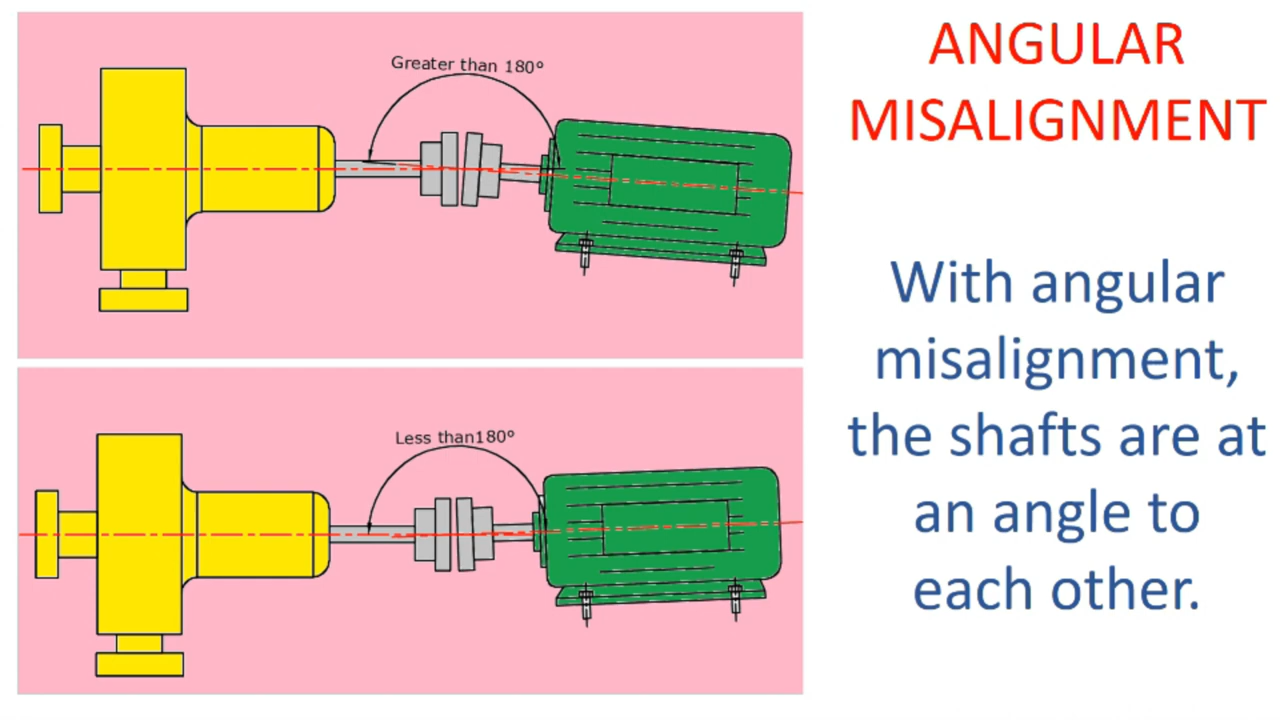 Greater than 180°
Less than180°
ANGULAR
MISALIGNMENT
With angular
misalignment,
the shafts are at
an angle to
each other.